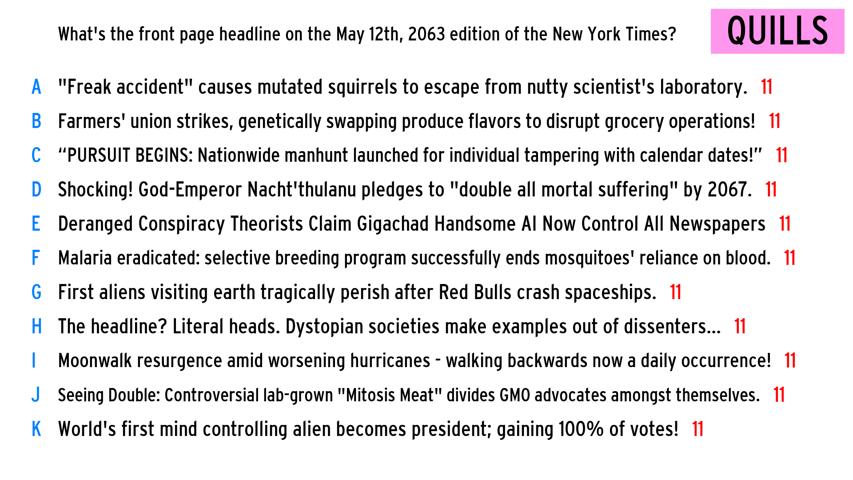 What's the front page headline on the May 12th, 2063 edition of the New York Times?
QUILLS
A "Freak accident" causes mutated squirrels to escape from nutty scientist's laboratory. 11
B Farmers' union strikes, genetically swapping produce flavors to disrupt grocery operations! 11
C “PURSUIT BEGINS: Nationwide manhunt launched for individual tampering with calendar dates!” 11
D Shocking! God-Emperor Nacht'thulanu pledges to "double all mortal suffering" by 2067. 11
E Deranged Conspiracy Theorists Claim Gigachad Handsome AI Now Control All Newspapers 11
F Malaria eradicated: selective breeding program successfully ends mosquitoes' reliance on blood. 11
G First aliens visiting earth tragically perish after Red Bulls crash spaceships. 11
H The headline? Literal heads. Dystopian societies make examples out of dissenters... 11
I Moonwalk resurgence amid worsening hurricanes - walking backwards now a daily occurrence! 11
J Seeing Double: Controversial lab-grown "Mitosis Meat" divides GMO advocates amongst themselves. 11
K World's first mind controlling alien becomes president; gaining 100% of votes! 11